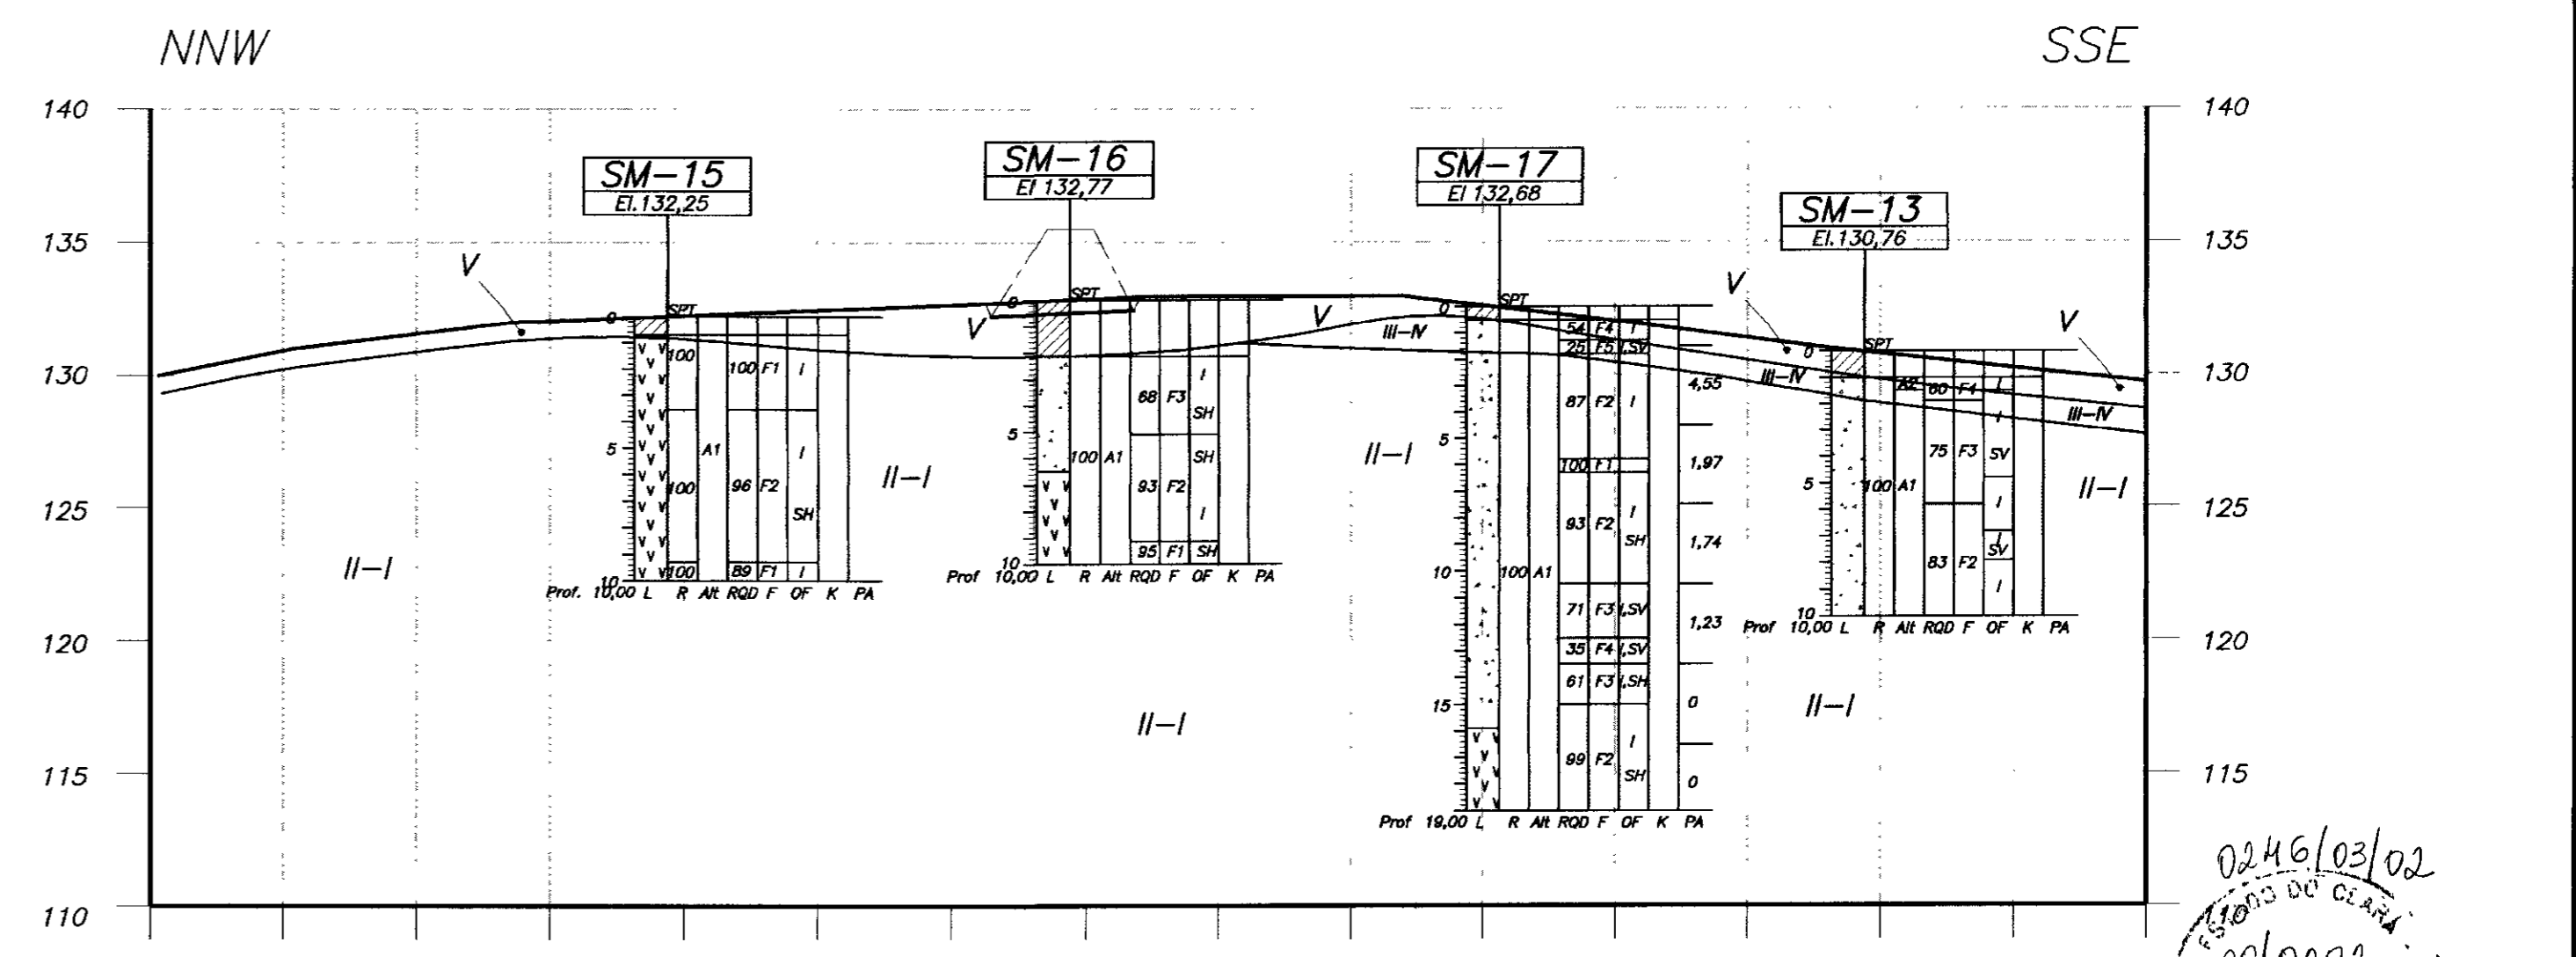 NNW SSE
140 140
SM-15
El.132,25
SM-16
El 132,77
SM-17
El 132,68
SM-13
El.130,76
135 135
V V V V V
SPT SPT SPT SPT
130 130
III-IV III-IV III-IV
II-I II-I II-I II-I II-I II-I
125 125
120 120
115 115
110 110
0
5
10
100 100 F1 I
A1
100 96 F2 I
SH
100 89 F1 I
Prof. 10,00 L R Alt RQD F OF K PA
0
5
10
68 F3 I
SH
100 A1
93 F2 SH
I
95 F1 SH
Prof 10,00 L R Alt RQD F OF K PA
0
5
10
15
54 F4 I
25 F5 I,SV
4,55
87 F2 I
1,97
100 F1
93 F2 I
SH
1,74
100 A1
71 F3 I,SV
1,23
35 F4 I,SV
61 F3 I,SH
0
99 F2 I
SH
0
Prof 19,00 L R Alt RQD F OF K PA
0
5
10
A2 60 F4 I
I
75 F3 SV
100 A1
I
I
SV
83 F2
I
Prof 10,00 L R Alt RQD F OF K PA
0246/03/02
DO CEARÁ